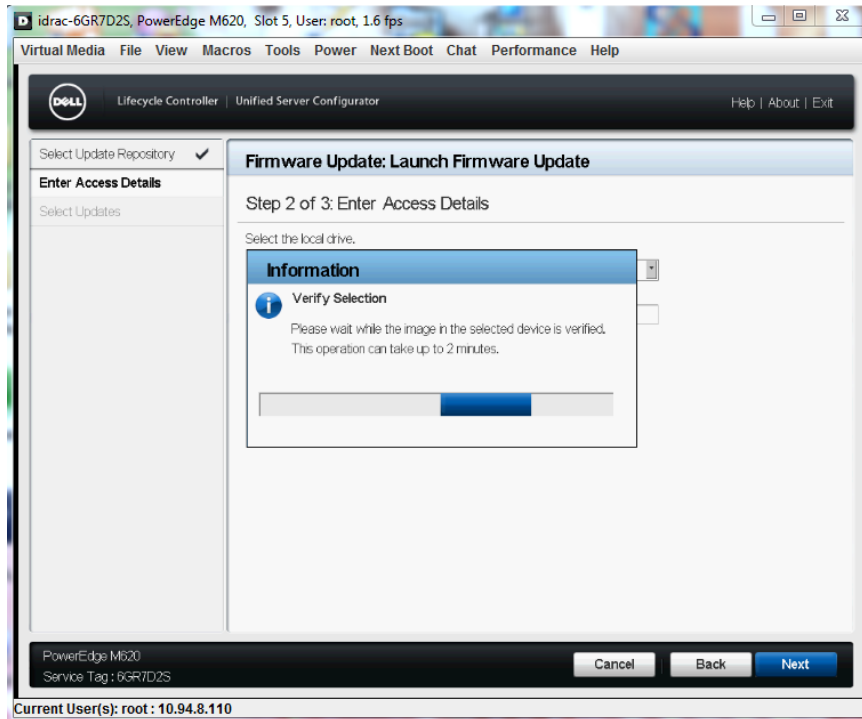 idrac-6GR7D2S, PowerEdge M620, Slot 5, User: root, 1.6 fps
Virtual Media File View Macros Tools Power Next Boot Chat Performance Help
DELL Lifecycle Controller | Unified Server Configurator Help | About | Exit
Select Update Repository
Enter Access Details
Select Updates
Firmware Update: Launch Firmware Update
Step 2 of 3: Enter Access Details
Select the local drive.
Information
Verify Selection
Please wait while the image in the selected device is verified.
This operation can take up to 2 minutes.
PowerEdge M620
Service Tag : 6GR7D2S
Cancel Back Next
Current User(s): root : 10.94.8.110